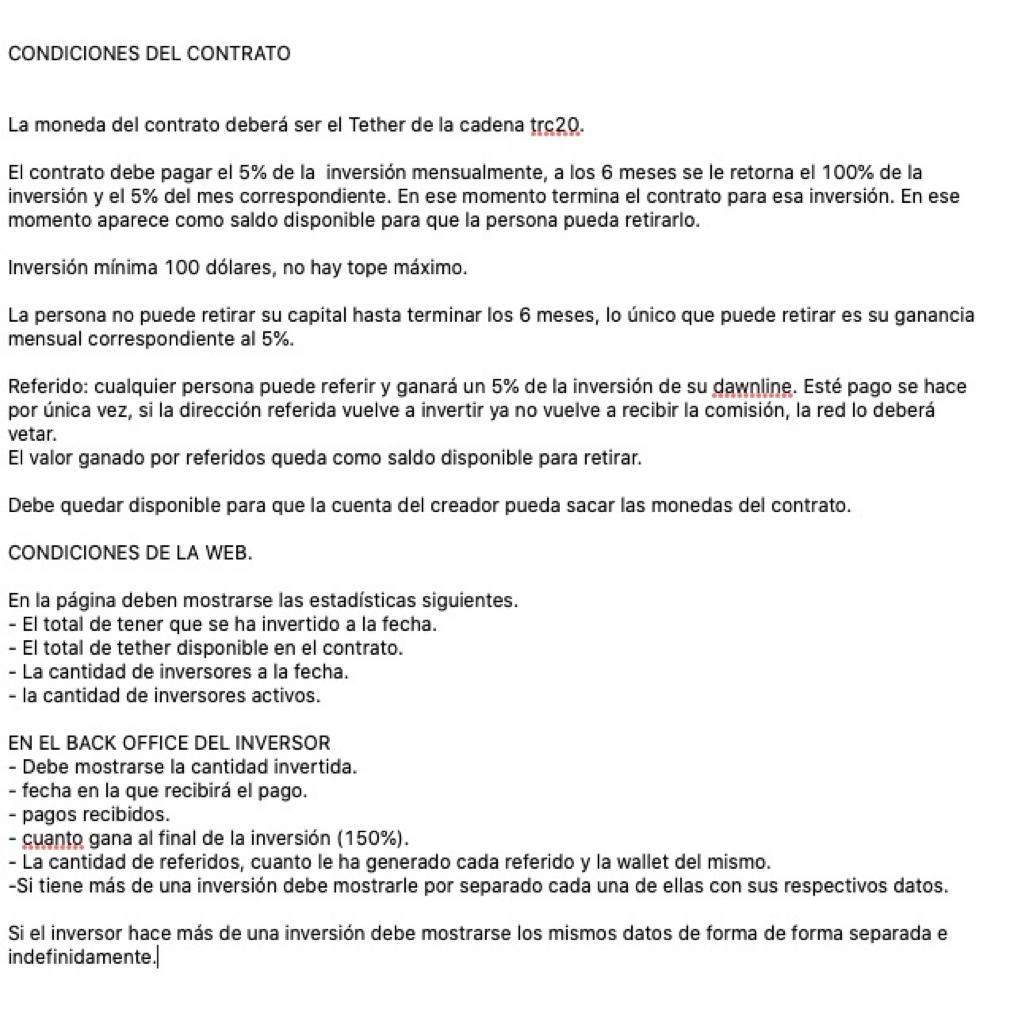 CONDICIONES DEL CONTRATO
La moneda del contrato deberá ser el Tether de la cadena trc20.
El contrato debe pagar el 5% de la  inversión mensualmente, a los 6 meses se le retorna el 100% de la
inversión y el 5% del mes correspondiente. En ese momento termina el contrato para esa inversión. En ese
momento aparece como saldo disponible para que la persona pueda retirarlo.
Inversión mínima 100 dólares, no hay tope máximo.
La persona no puede retirar su capital hasta terminar los 6 meses, lo único que puede retirar es su ganancia
mensual correspondiente al 5%.
Referido: cualquier persona puede referir y ganará un 5% de la inversión de su dawnline. Esté pago se hace
por única vez, si la dirección referida vuelve a invertir ya no vuelve a recibir la comisión, la red lo deberá
vetar.
El valor ganado por referidos queda como saldo disponible para retirar.
Debe quedar disponible para que la cuenta del creador pueda sacar las monedas del contrato.
CONDICIONES DE LA WEB.
En la página deben mostrarse las estadísticas siguientes.
- El total de tener que se ha invertido a la fecha.
- El total de tether disponible en el contrato.
- La cantidad de inversores a la fecha.
- la cantidad de inversores activos.
EN EL BACK OFFICE DEL INVERSOR
- Debe mostrarse la cantidad invertida.
- fecha en la que recibirá el pago.
- pagos recibidos.
- cuanto gana al final de la inversión (150%).
- La cantidad de referidos, cuanto le ha generado cada referido y la wallet del mismo.
-Si tiene más de una inversión debe mostrarle por separado cada una de ellas con sus respectivos datos.
Si el inversor hace más de una inversión debe mostrarse los mismos datos de forma de forma separada e
indefinidamente.